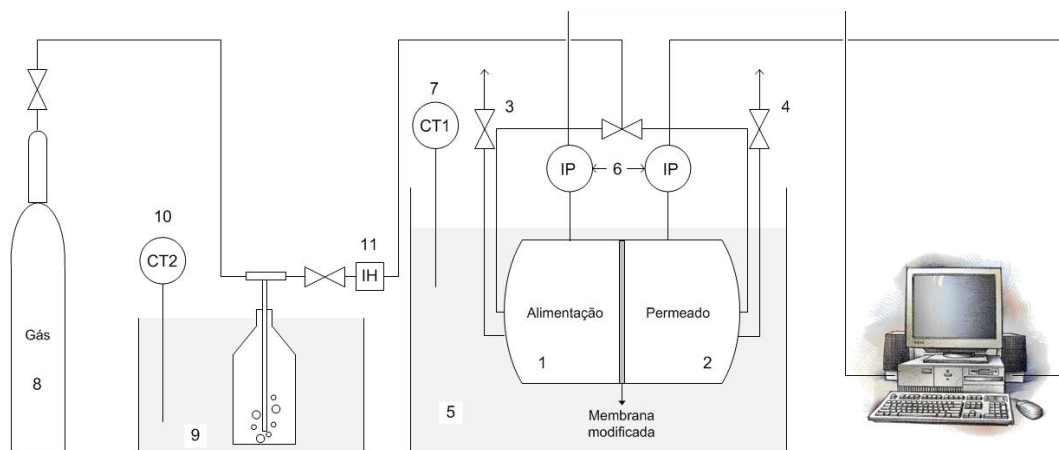 2
7
3
4
CT1
IP
6
IP
10
11
CT2
IH
Gás
Alimentação
Permeado
8
1
2
5
9
Membrana
modificada